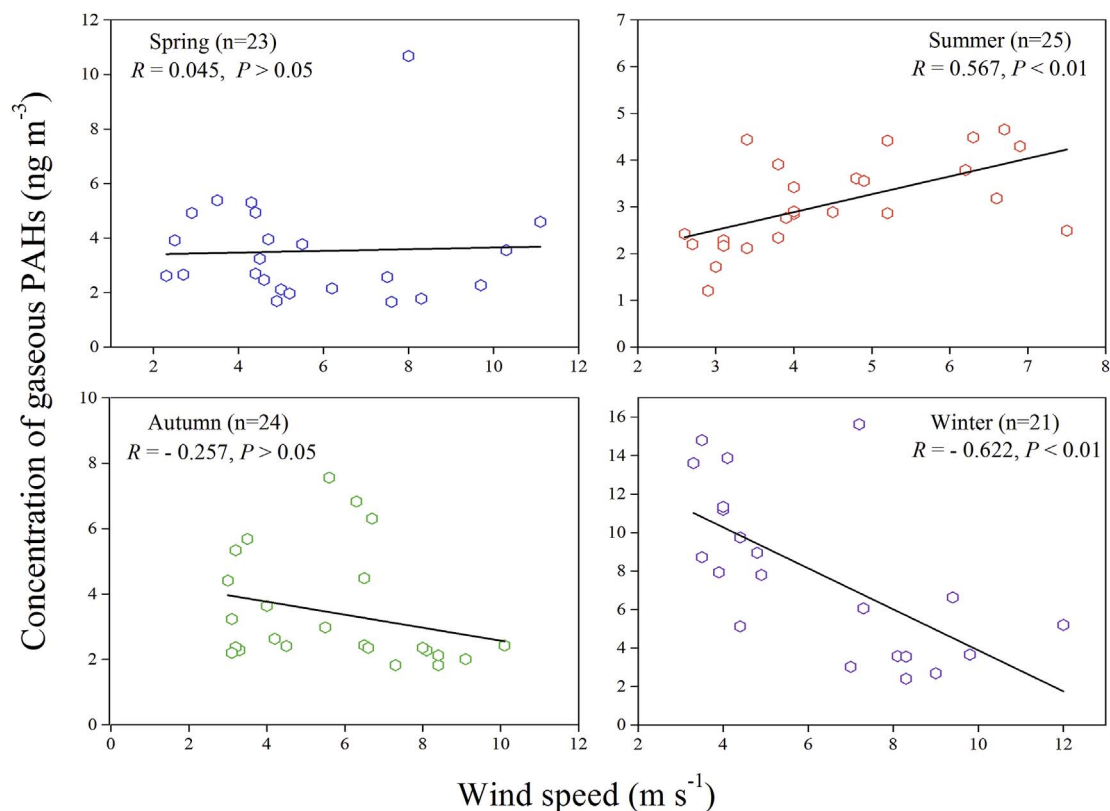 Concentration of gaseous PAHs (ng m-3)
12
10
8
6
4
2
0
Spring (n=23)
R = 0.045, P > 0.05
2 4 6 8 10 12
7
6
5
4
3
2
1
0
Summer (n=25)
R = 0.567, P < 0.01
2 3 4 5 6 7 8
10
8
6
4
2
0
Autumn (n=24)
R = - 0.257, P > 0.05
0 2 4 6 8 10 12
16
14
12
10
8
6
4
2
0
Winter (n=21)
R = - 0.622, P < 0.01
2 4 6 8 10 12
Wind speed (m s-1)